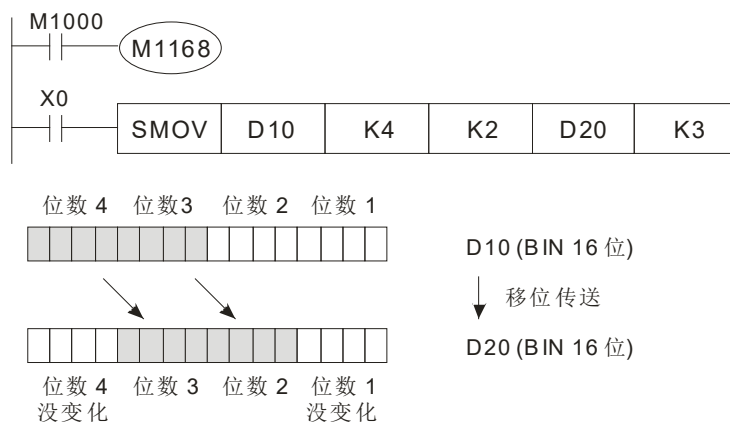 M1000
M1168
X0
SMOV D10 K4 K2 D20 K3
位数 4 位数3 位数 2 位数 1
D10 (BIN 16 位)
移位传送
D20 (BIN 16 位)
位数 4 位数 3 位数 2 位数 1
没变化 没变化